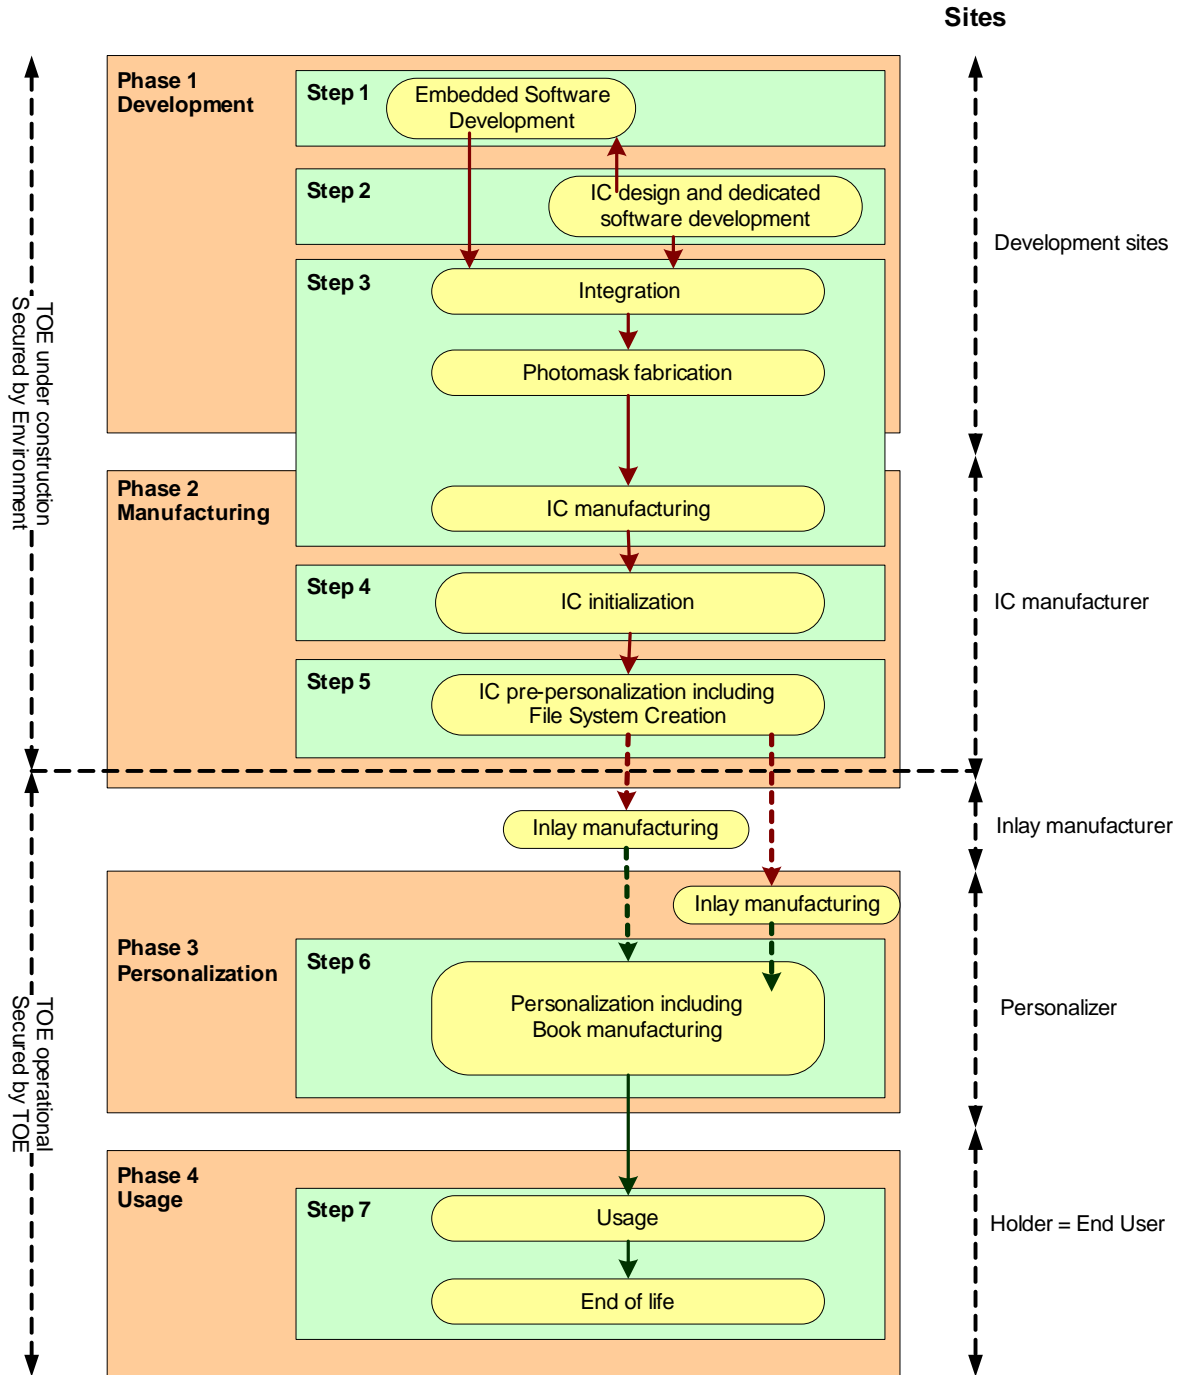 Sites
Phase 1
Development
Step 1
Embedded Software
Development
Step 2
IC design and dedicated
software development
Development sites
Step 3
Integration
Photomask fabrication
TOE under construction
Secured by Environment
Phase 2
Manufacturing
IC manufacturing
Step 4
IC initialization
IC manufacturer
Step 5
IC pre-personalization including
File System Creation
Inlay manufacturing
Inlay manufacturer
Inlay manufacturing
Phase 3
Personalization
Step 6
Personalization including
Book manufacturing
Personalizer
TOE operational
Secured by TOE
Phase 4
Usage
Step 7
Usage
Holder = End User
End of life